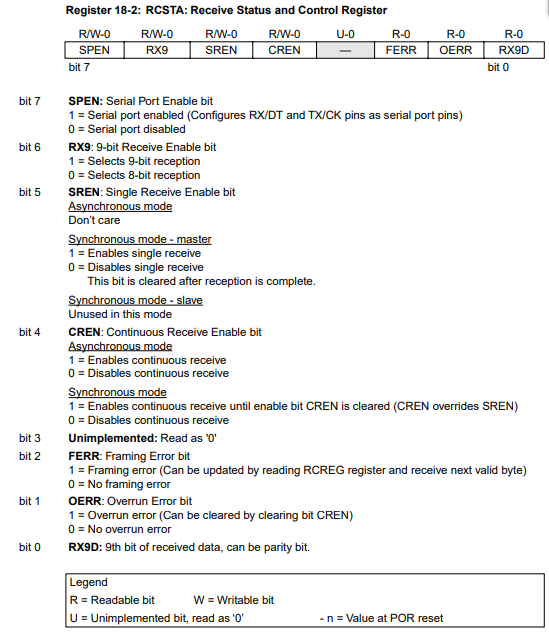 Register 18-2: RCSTA: Receive Status and Control Register
R/W-0 R/W-0 R/W-0 R/W-0 U-0 R-0 R-0 R-0
SPEN RX9 SREN CREN — FERR OERR RX9D
bit 7 bit 0
bit 7 SPEN: Serial Port Enable bit
1 = Serial port enabled (Configures RX/DT and TX/CK pins as serial port pins)
0 = Serial port disabled
bit 6 RX9: 9-bit Receive Enable bit
1 = Selects 9-bit reception
0 = Selects 8-bit reception
bit 5 SREN: Single Receive Enable bit
Asynchronous mode
Don't care
Synchronous mode - master
1 = Enables single receive
0 = Disables single receive
This bit is cleared after reception is complete.
Synchronous mode - slave
Unused in this mode
bit 4 CREN: Continuous Receive Enable bit
Asynchronous mode
1 = Enables continuous receive
0 = Disables continuous receive
Synchronous mode
1 = Enables continuous receive until enable bit CREN is cleared (CREN overrides SREN)
0 = Disables continuous receive
bit 3 Unimplemented: Read as '0'
bit 2 FERR: Framing Error bit
1 = Framing error (Can be updated by reading RCREG register and receive next valid byte)
0 = No framing error
bit 1 OERR: Overrun Error bit
1 = Overrun error (Can be cleared by clearing bit CREN)
0 = No overrun error
bit 0 RX9D: 9th bit of received data, can be parity bit.
Legend
R = Readable bit W = Writable bit
U = Unimplemented bit, read as '0' - n = Value at POR reset